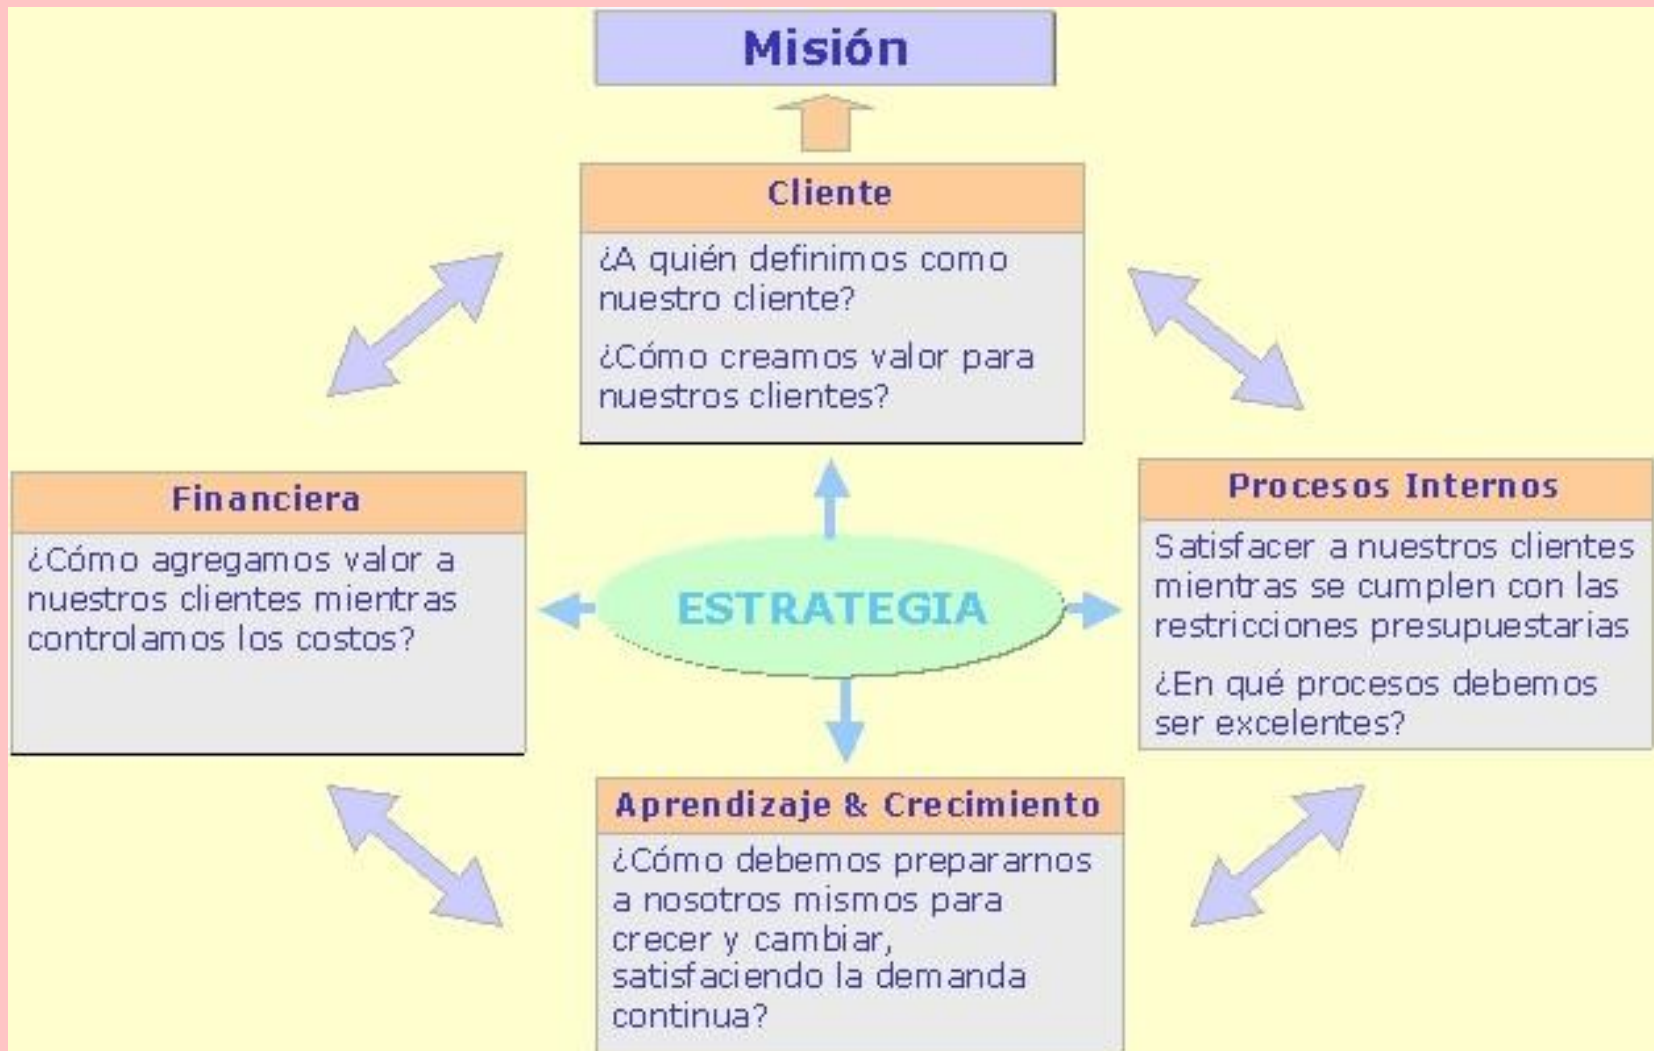 Misión
Cliente
¿A quién definimos como
nuestro cliente?
¿Cómo creamos valor para
nuestros clientes?
Financiera
¿Cómo agregamos valor a
nuestros clientes mientras
controlamos los costos?
ESTRATEGIA
Procesos Internos
Satisfacer a nuestros clientes
mientras se cumplen con las
restricciones presupuestarias
¿En qué procesos debemos
ser excelentes?
Aprendizaje & Crecimiento
¿Cómo debemos prepararnos
a nosotros mismos para
crecer y cambiar,
satisfaciendo la demanda
continua?